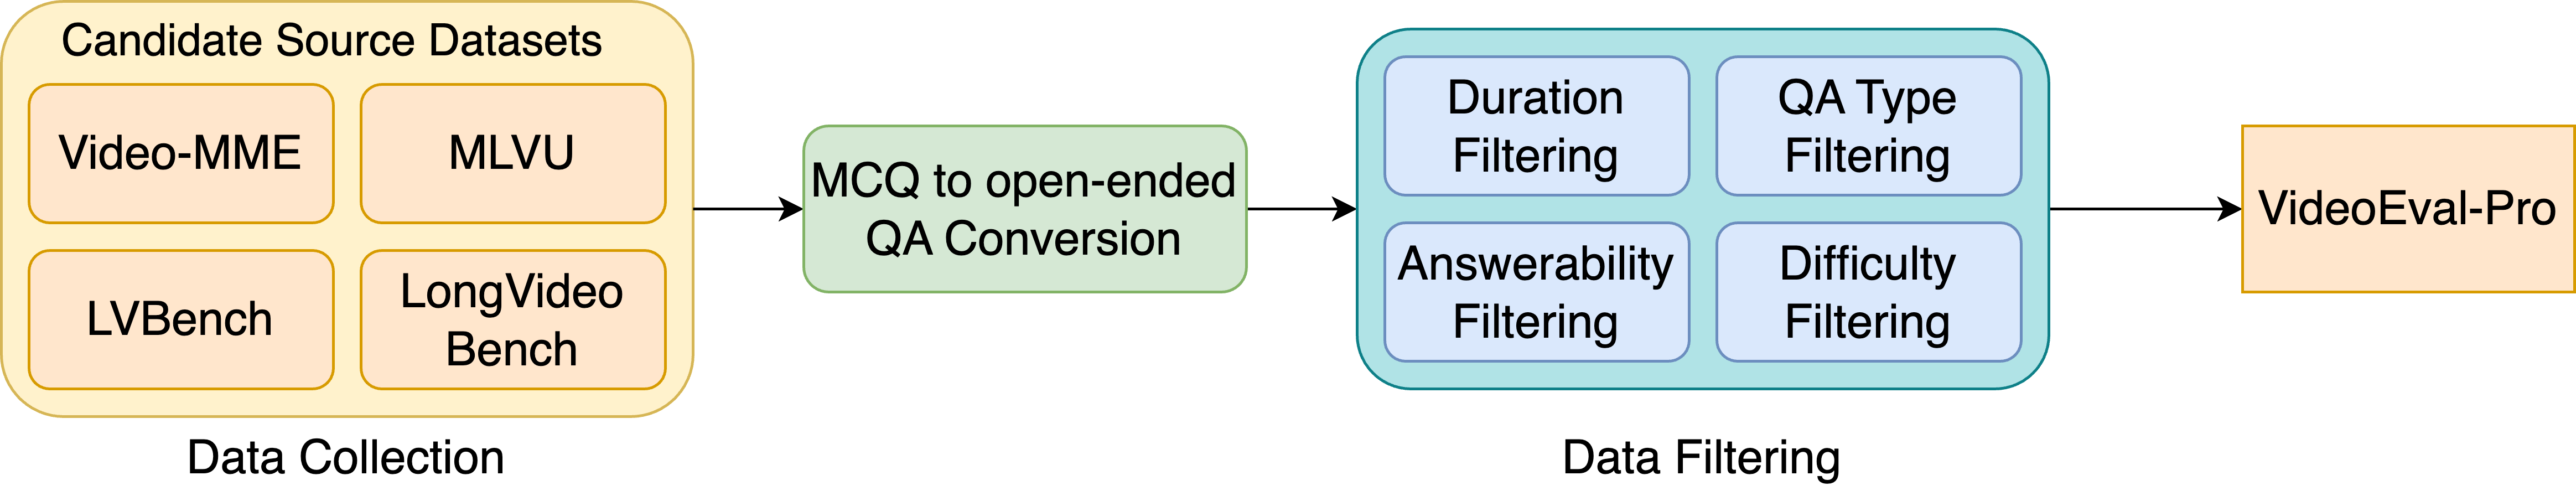 Candidate Source Datasets
Video-MME
MLVU
LVBench
LongVideo
Bench
Data Collection
MCQ to open-ended
QA Conversion
Duration
Filtering
QA Type
Filtering
Answerability
Filtering
Difficulty
Filtering
Data Filtering
VideoEval-Pro